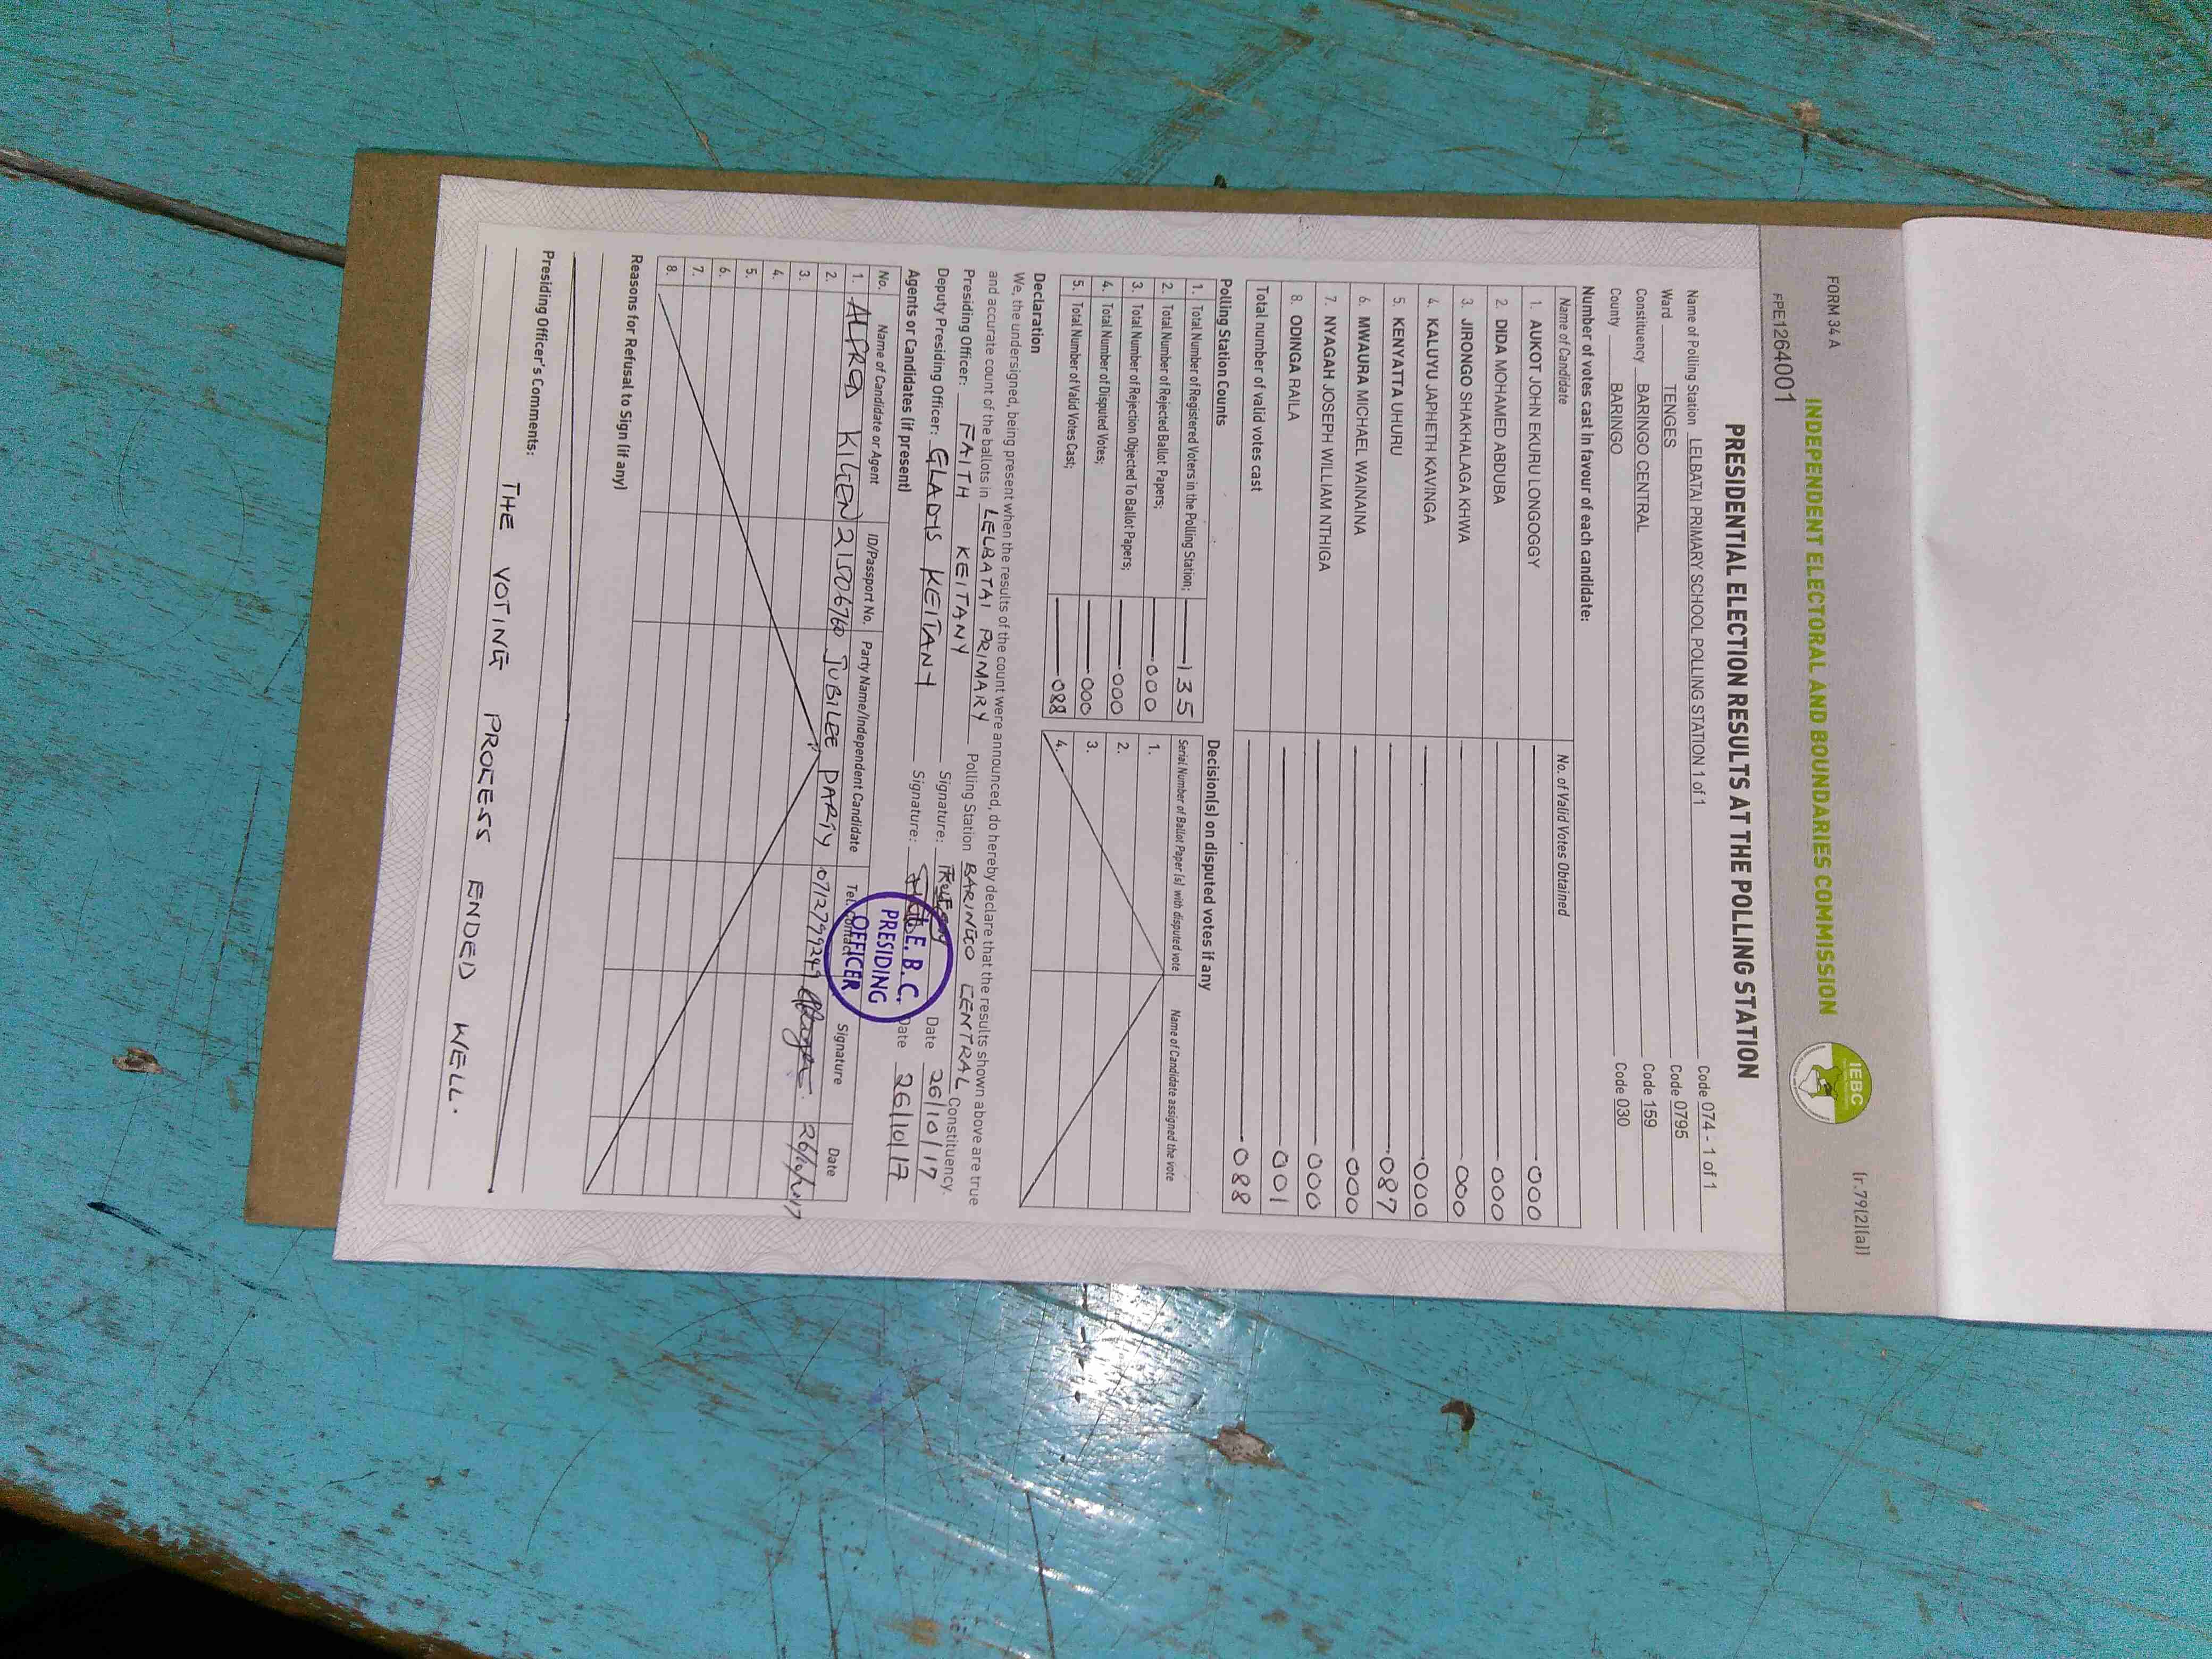 FORM 34 A
[r.79(2)(a)]
INDEPENDENT ELECTORAL AND BOUNDARIES COMMISSION
IEBC
PPE1264001
PRESIDENTIAL ELECTION RESULTS AT THE POLLING STATION
Name of Polling Station LELBATAI PRIMARY SCHOOL POLLING STATION 1 of 1 Code 074 - 1 of 1
Ward TENGES Code 0795
Constituency BARINGO CENTRAL Code 159
County BARINGO Code 030
Number of votes cast in favour of each candidate:
Name of Candidate No. of Valid Votes Obtained
1. AUKOT JOHN EKURU LONGOGGY 000
2. DIDA MOHAMED ABDUBA 000
3. JIRONGO SHAKHALAGA KHWA 000
4. KALUYU JAPHETH KAVINGA 000
5. KENYATTA UHURU 087
6. MWAURA MICHAEL WAINAINA 000
7. NYAGAH JOSEPH WILLIAM NTHIGA 000
8. ODINGA RAILA 001
Total number of valid votes cast 088
Polling Station Counts
1. Total Number of Registered Voters in the Polling Station; 135
2. Total Number of Rejected Ballot Papers; 000
3. Total Number of Rejection Objected To Ballot Papers; 000
4. Total Number of Disputed Votes; 000
5. Total Number of Valid Votes Cast; 088
Decision(s) on disputed votes if any
Serial Number of Ballot Paper (s) with disputed vote Name of Candidate assigned the vote
1.
2.
3.
4.
Declaration
We, the undersigned, being present when the results of the count were announced, do hereby declare that the results shown above are true
and accurate count of the ballots in LELBATAI PRIMARY Polling Station BARINGO CENTRAL Constituency.
Presiding Officer: FAITH KEITANY Signature: Date 26/10/17
Deputy Presiding Officer: GLADYS KEITANY Signature: Date 26/10/17
I.E.B.C.
PRESIDING
OFFICER
Agents or Candidates (if present)
No. Name of Candidate or Agent ID/Passport No. Party Name/Independent Candidate Tel. Contact Signature Date
1. ALFRED KIGEN 21506760 JUBILEE PARTY 26/10/2017
2.
3.
4.
5.
6.
7.
8.
Reasons for Refusal to Sign (if any)
Presiding Officer's Comments:
THE VOTING PROCESS ENDED WELL.